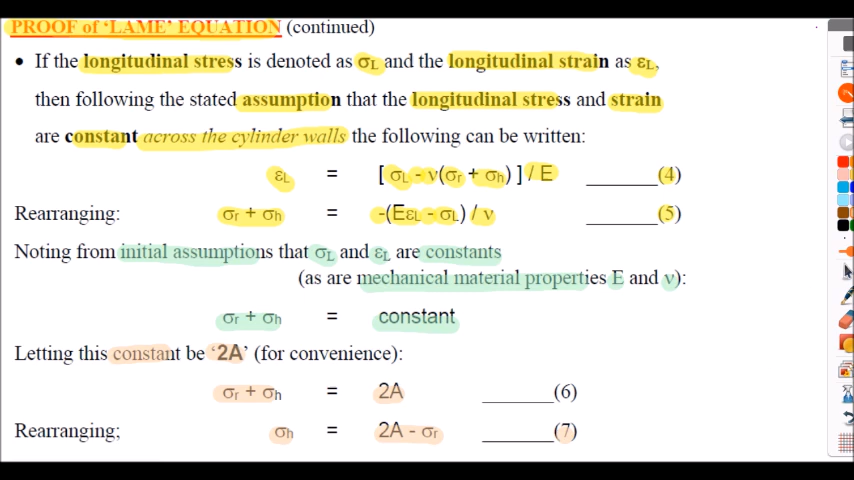 PROOF of ‘LAME’ EQUATION (continued)
• If the longitudinal stress is denoted as σL and the longitudinal strain as εL,
then following the stated assumption that the longitudinal stress and strain
are constant across the cylinder walls the following can be written:
εL = [ σL - ν(σr + σh) ] / E ______(4)
Rearranging: σr + σh = -(EεL - σL) / ν ______(5)
Noting from initial assumptions that σL and εL are constants
(as are mechanical material properties E and ν):
σr + σh = constant
Letting this constant be ‘2A’ (for convenience):
σr + σh = 2A ______(6)
Rearranging; σh = 2A - σr ______(7)